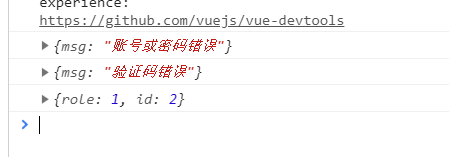 experience:
https://github.com/vuejs/vue-devtools
▶{msg: "账号或密码错误"}
▶{msg: "验证码错误"}
▶{role: 1, id: 2}
>